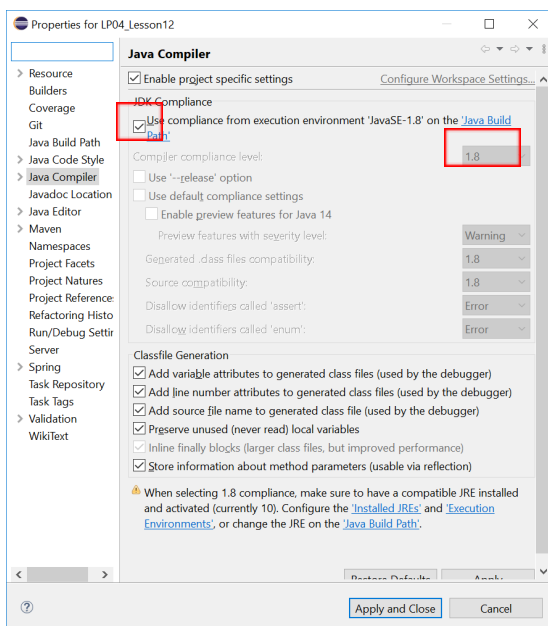 Properties for LP04_Lesson12
Java Compiler
Resource
Builders
Coverage
Git
Java Build Path
Java Code Style
Java Compiler
Javadoc Location
Java Editor
Maven
Namespaces
Project Facets
Project Natures
Project Reference
Refactoring Histo
Run/Debug Settin
Server
Spring
Task Repository
Task Tags
Validation
WikiText
Enable project specific settings
Configure Workspace Settings...
JDK Compliance
Use compliance from execution environment 'JavaSE-1.8' on the 'Java Build
Path'
Compiler compliance level: 1.8
Use '--release' option
Use default compliance settings
Enable preview features for Java 14
Preview features with severity level: Warning
Generated .class files compatibility: 1.8
Source compatibility: 1.8
Disallow identifiers called 'assert': Error
Disallow identifiers called 'enum': Error
Classfile Generation
Add variable attributes to generated class files (used by the debugger)
Add line number attributes to generated class files (used by the debugger)
Add source file name to generated class file (used by the debugger)
Preserve unused (never read) local variables
Inline finally blocks (larger class files, but improved performance)
Store information about method parameters (usable via reflection)
When selecting 1.8 compliance, make sure to have a compatible JRE installed
and activated (currently 10). Configure the 'Installed JREs' and 'Execution
Environments', or change the JRE on the 'Java Build Path'.
Restore Defaults Apply
Apply and Close Cancel